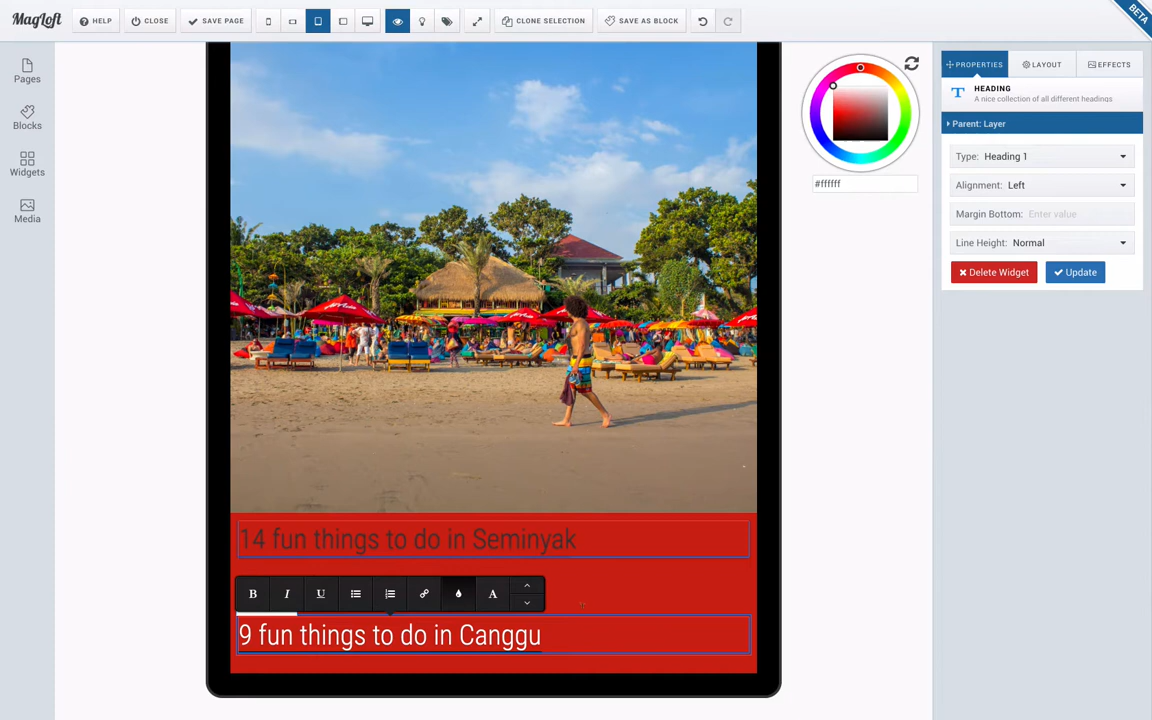 MagLoft
HELP
CLOSE
SAVE PAGE
CLONE SELECTION
SAVE AS BLOCK
BETA
Pages
Blocks
Widgets
Media
#ffffff
PROPERTIES
LAYOUT
EFFECTS
HEADING
A nice collection of all different headings
Parent: Layer
Type: Heading 1
Alignment: Left
Margin Bottom: Enter value
Line Height: Normal
Delete Widget
Update
14 fun things to do in Seminyak
B I U A
9 fun things to do in Canggu